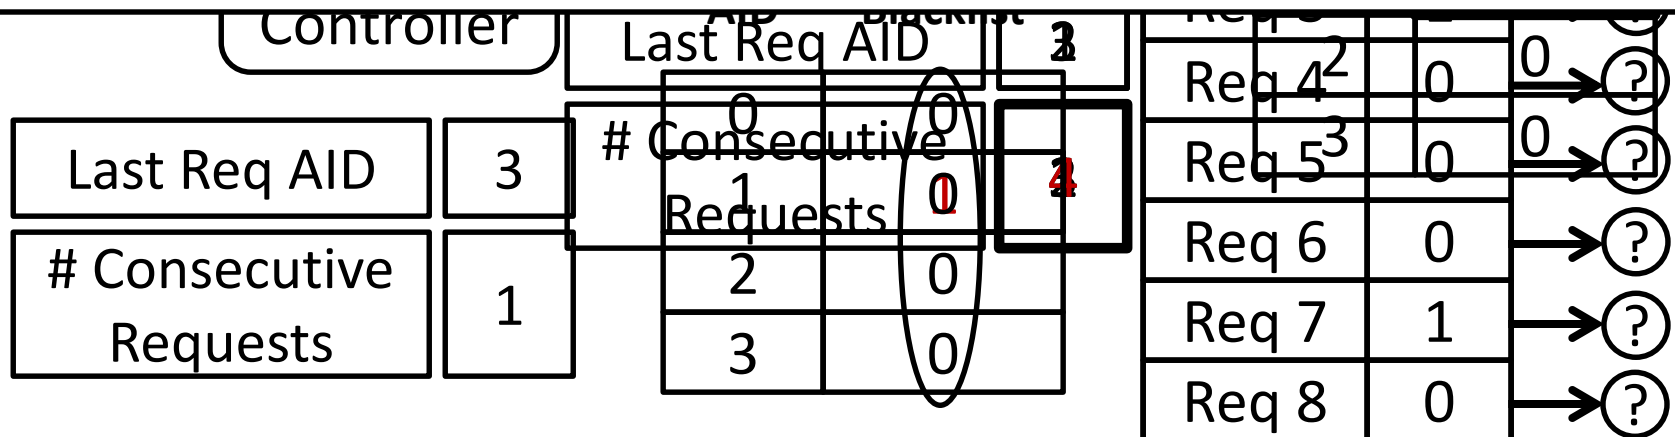 Controller
AID Blacklist
Last Req AID
Req 4 0 ?
2 0
0 0
# Consecutive
Requests
Last Req AID 3
3 0
Req 5 0 ?
1
Req 6 0 ?
# Consecutive
Requests
1
2 0
Req 7 1 ?
3 0
Req 8 0 ?